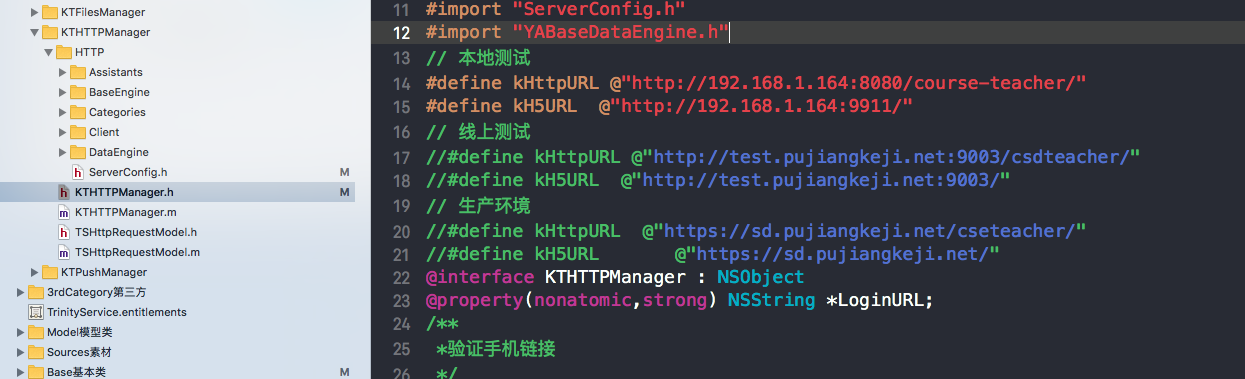 KTFilesManager
KTHTTPManager
HTTP
Assistants
BaseEngine
Categories
Client
DataEngine
h ServerConfig.h M
h KTHTTPManager.h M
m KTHTTPManager.m
h TSHttpRequestModel.h
m TSHttpRequestModel.m
KTPushManager
3rdCategory第三方
TrinityService.entitlements
Model模型类
Sources素材
Base基本类 M
11 #import "ServerConfig.h"
12 #import "YABaseDataEngine.h"
13 // 本地测试
14 #define kHttpURL @"http://192.168.1.164:8080/course-teacher/"
15 #define kH5URL  @"http://192.168.1.164:9911/"
16 // 线上测试
17 //#define kHttpURL @"http://test.pujiangkeji.net:9003/csdteacher/"
18 //#define kH5URL  @"http://test.pujiangkeji.net:9003/"
19 // 生产环境
20 //#define kHttpURL  @"https://sd.pujiangkeji.net/cseteacher/"
21 //#define kH5URL       @"https://sd.pujiangkeji.net/"
22 @interface KTHTTPManager : NSObject
23 @property(nonatomic,strong) NSString *LoginURL;
24 /**
25  *验证手机链接
26  */